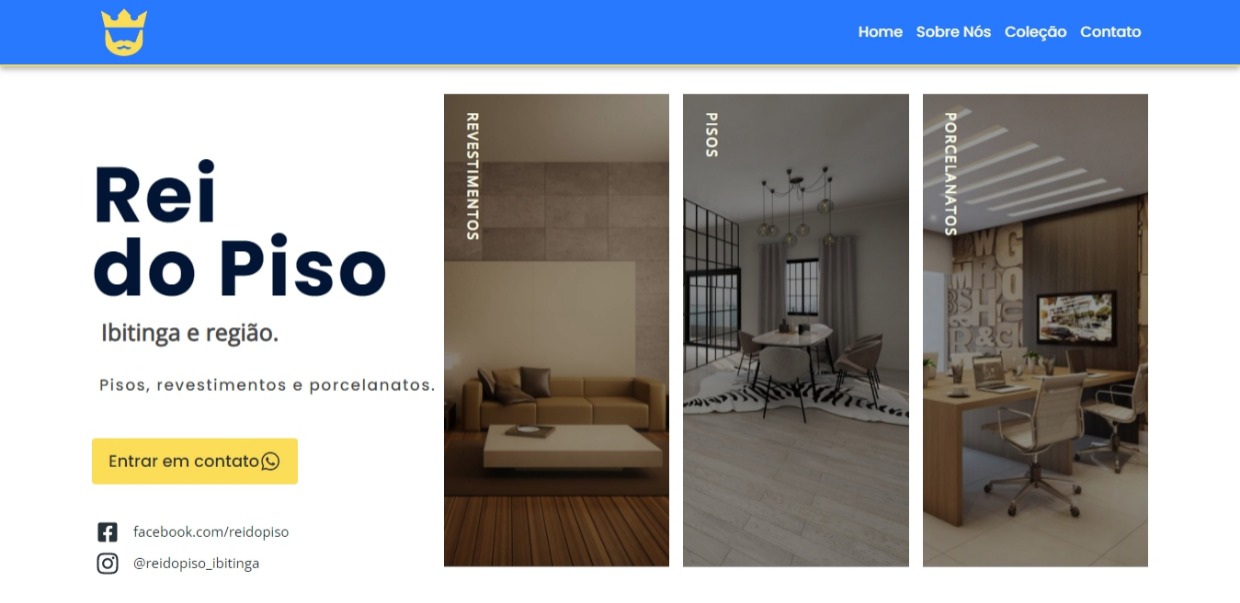 Home Sobre Nós Coleção Contato
Rei
do Piso
Ibitinga e região.
Pisos, revestimentos e porcelanatos.
Entrar em contato
facebook.com/reidopiso
@reidopiso_ibitinga
REVESTIMENTOS
PISOS
PORCELANATOS